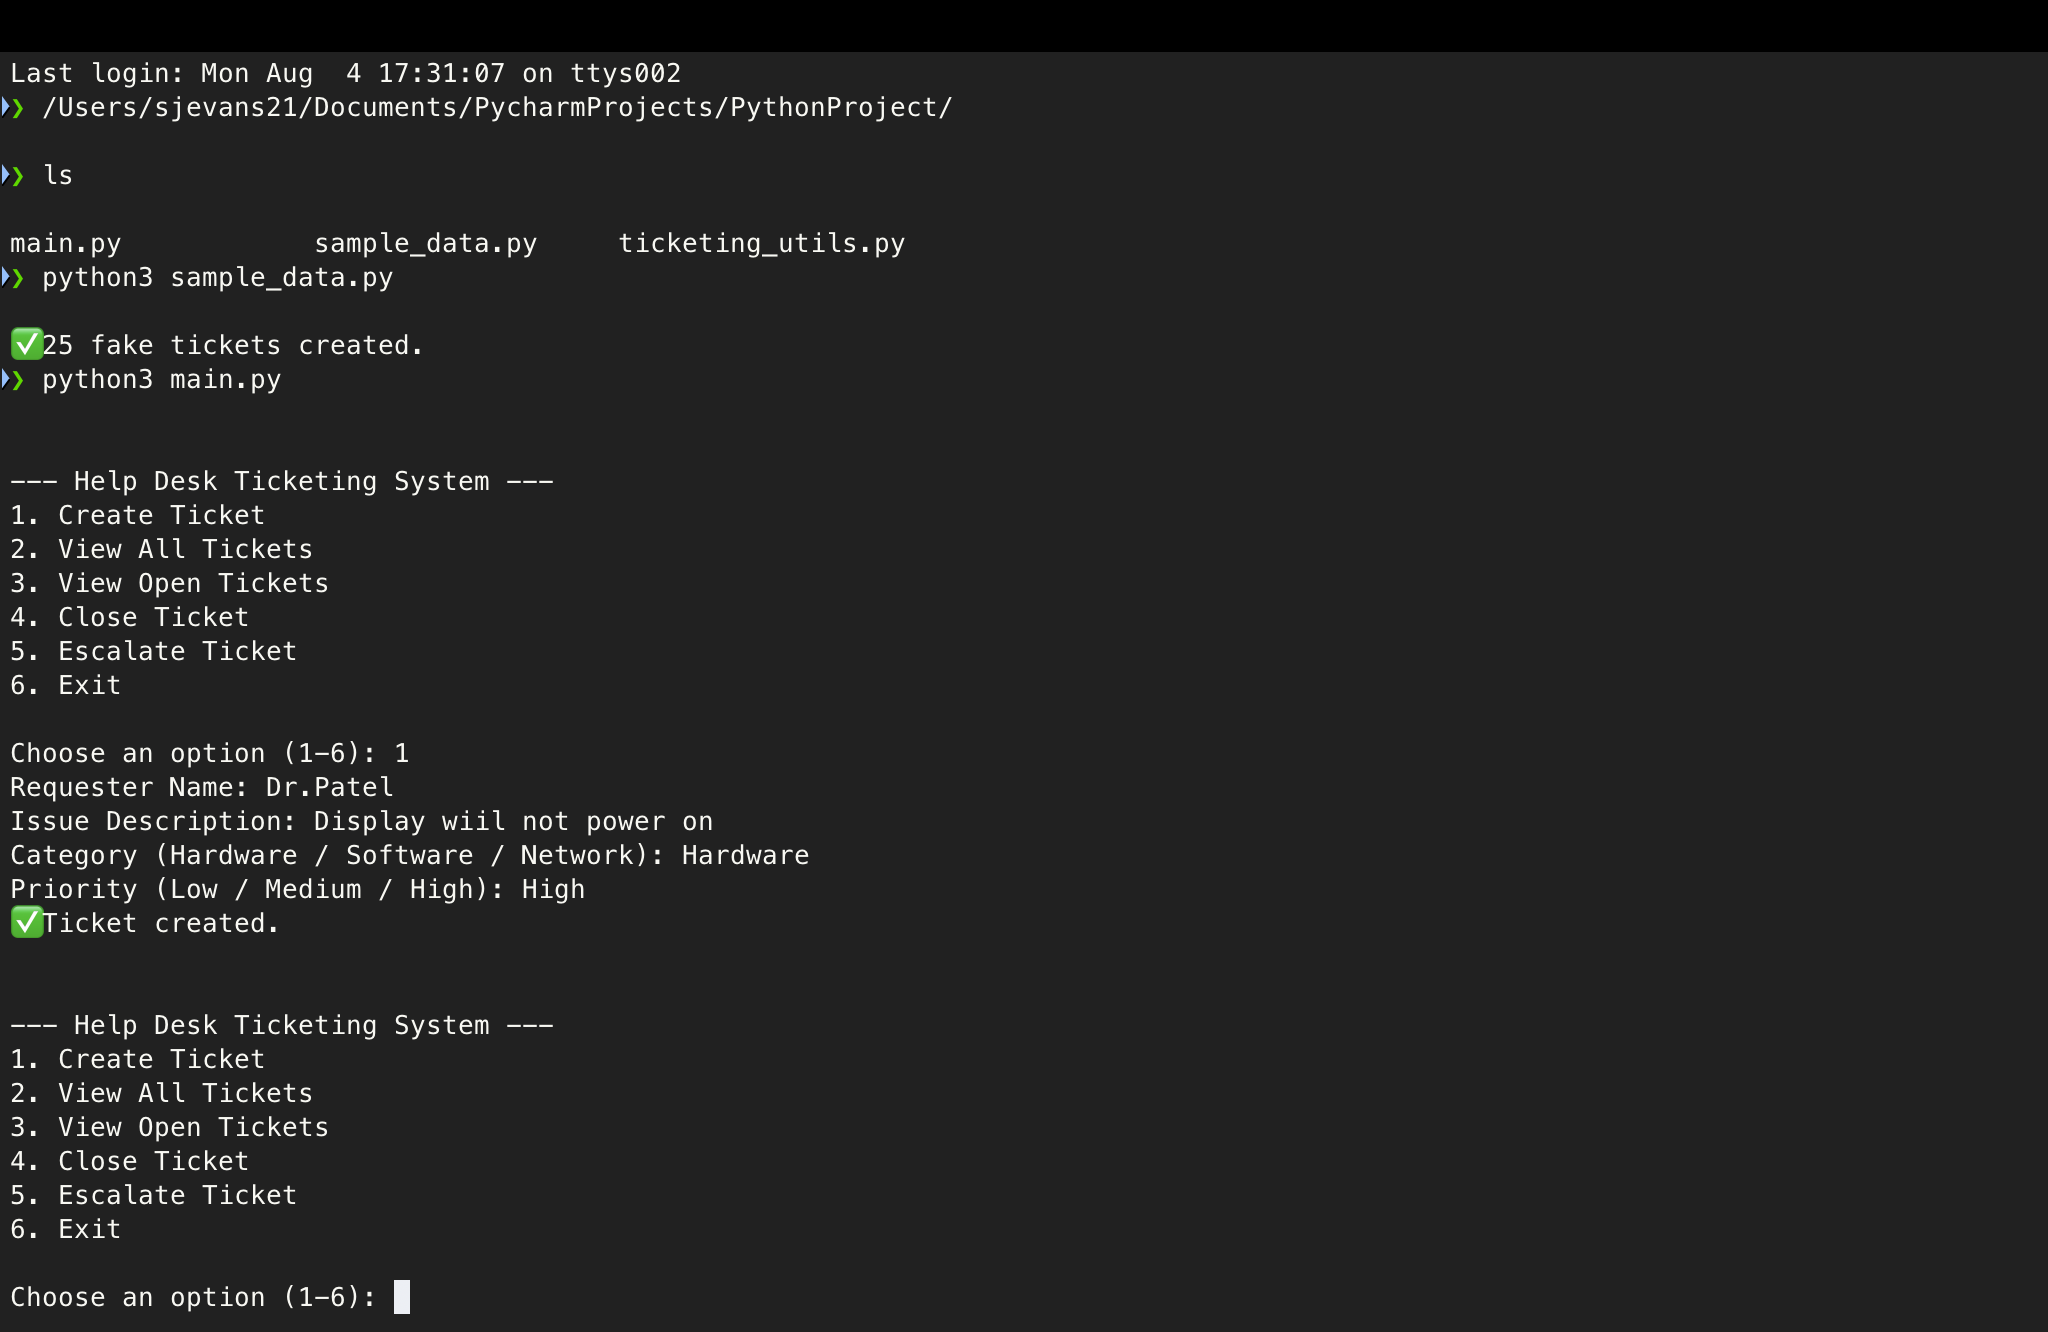 Last login: Mon Aug  4 17:31:07 on ttys002
❯ /Users/sjevans21/Documents/PycharmProjects/PythonProject/
❯ ls
main.py            sample_data.py     ticketing_utils.py
❯ python3 sample_data.py
✅25 fake tickets created.
❯ python3 main.py
--- Help Desk Ticketing System ---
1. Create Ticket
2. View All Tickets
3. View Open Tickets
4. Close Ticket
5. Escalate Ticket
6. Exit
Choose an option (1-6): 1
Requester Name: Dr.Patel
Issue Description: Display wiil not power on
Category (Hardware / Software / Network): Hardware
Priority (Low / Medium / High): High
✅Ticket created.
--- Help Desk Ticketing System ---
1. Create Ticket
2. View All Tickets
3. View Open Tickets
4. Close Ticket
5. Escalate Ticket
6. Exit
Choose an option (1-6):